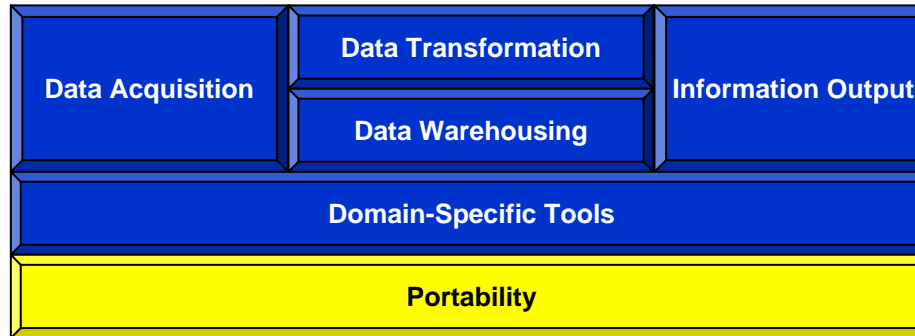 Data Acquisition
Data Transformation
Data Warehousing
Information Output
Domain-Specific Tools
Portability